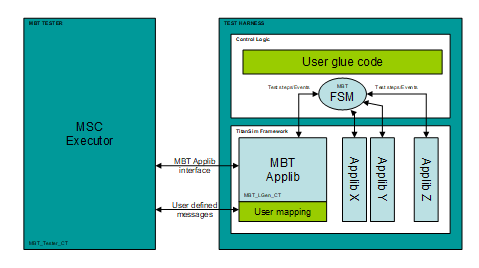 MBT TESTER
MSC
Executor
MBT_Tester_CT
MBT Applib
interface
User defined
messages
TEST HARNESS
Control Logic
User glue code
Test steps/Events
MBT
FSM
Test steps/Events
TitanSim Framework
MBT
Applib
MBT_LGen_CT
User mapping
Applib X
Applib Y
Applib Z